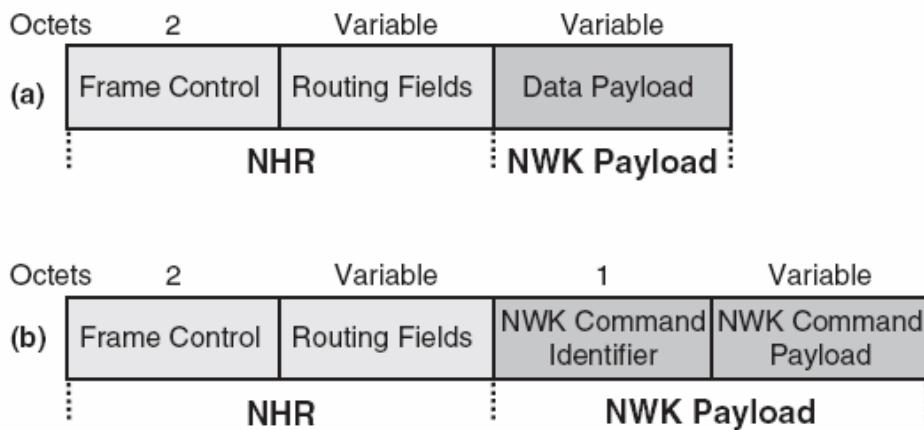 Octets 2 Variable Variable
(a) Frame Control Routing Fields Data Payload
NHR NWK Payload
Octets 2 Variable 1 Variable
(b) Frame Control Routing Fields NWK Command Identifier NWK Command Payload
NHR NWK Payload